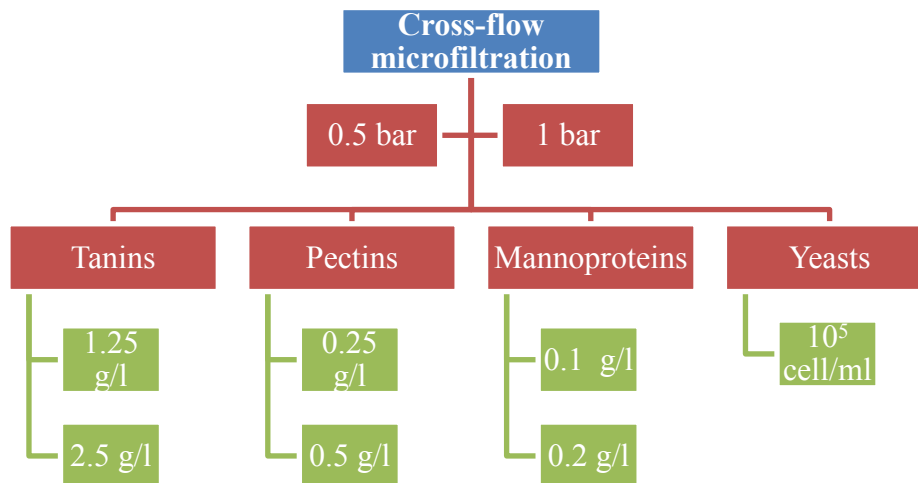 Cross-flow
microfiltration
0.5 bar
1 bar
Tanins
Pectins
Mannoproteins
Yeasts
1.25
g/l
0.25
g/l
0.1 g/l
10⁵
cell/ml
2.5 g/l
0.5 g/l
0.2 g/l